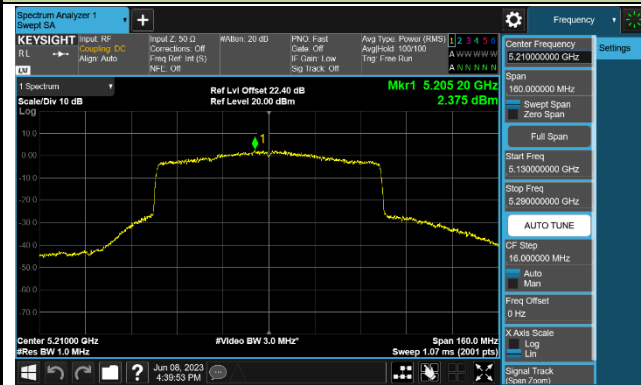 Spectrum Analyzer 1
Swept SA
Frequency
KEYSIGHT
RL
Input: RF
Coupling: DC
Align: Auto
Input Z: 50 Ω
Corrections: Off
Freq Ref: Int (S)
NFE: Off
#Atten: 20 dB
PNO: Fast
Gate: Off
IF Gain: Low
Sig Track: Off
Avg Type: Power (RMS)
Avg|Hold: 100/100
Trig: Free Run
1 2 3 4 5 6
A W W W W W
A N N N N N
1 Spectrum
Scale/Div 10 dB
Log
Ref Lvl Offset 22.40 dB
Ref Level 20.00 dBm
Mkr1 5.205 20 GHz
2.375 dBm
1
10.0
0.00
-10.0
-20.0
-30.0
-40.0
-50.0
-60.0
-70.0
Center 5.21000 GHz
#Res BW 1.0 MHz
#Video BW 3.0 MHz*
Span 160.0 MHz
Sweep 1.07 ms (2001 pts)
Center Frequency
5.210000000 GHz
Span
160.000000 MHz
Swept Span
Zero Span
Full Span
Start Freq
5.130000000 GHz
Stop Freq
5.290000000 GHz
AUTO TUNE
CF Step
16.000000 MHz
Auto
Man
Freq Offset
0 Hz
X Axis Scale
Log
Lin
Signal Track
(Span Zoom)
Settings
Jun 08, 2023
4:39:53 PM